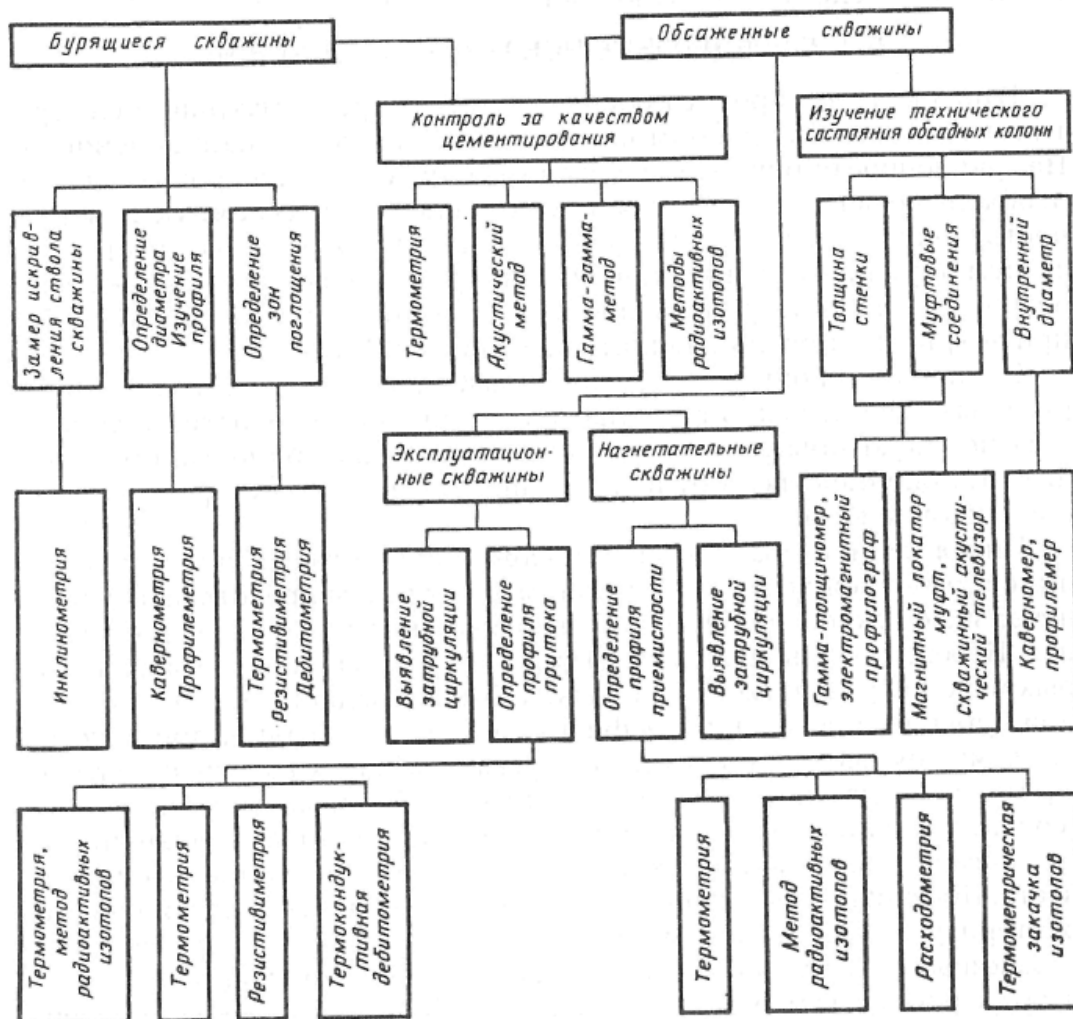 Бурящиеся скважины
Обсаженные скважины
Контроль за качеством
цементирования
Изучение технического
состояния обсадных колонн
Замер искрив-
ления ствола
скважины
Определение
диаметра
Изучение
профиля
Определение
зон
поглощения
Термометрия
Акустический
метод
Гамма-гамма-
метод
Методы
радиоактивных
изотопов
Толщина
стенки
Муфтовые
соединения
Внутренний
диаметр
Эксплуатацион-
ные скважины
Нагнетательные
скважины
Инклинометрия
Кавернометрия
Профилеметрия
Термометрия
Резистивиметрия
Дебитометрия
Выявление
затрубной
циркуляции
Определение
профиля
притака
Определение
профиля
приемистости
Выявление
затрубной
циркуляции
Гамма-толщиномер,
электромагнитный
профилограф
Магнитный локатор
муфт,
скважинный акусти-
ческий телевизор
Каверномер,
профилемер
Термометрия,
метод
радиоактивных
изотопов
Термометрия
Резистивиметрия
Термокондук-
тивная
дебитометрия
Термометрия
Метод
радиоактивных
изотопов
Расходометрия
Термометрическая
закачка
изотопов